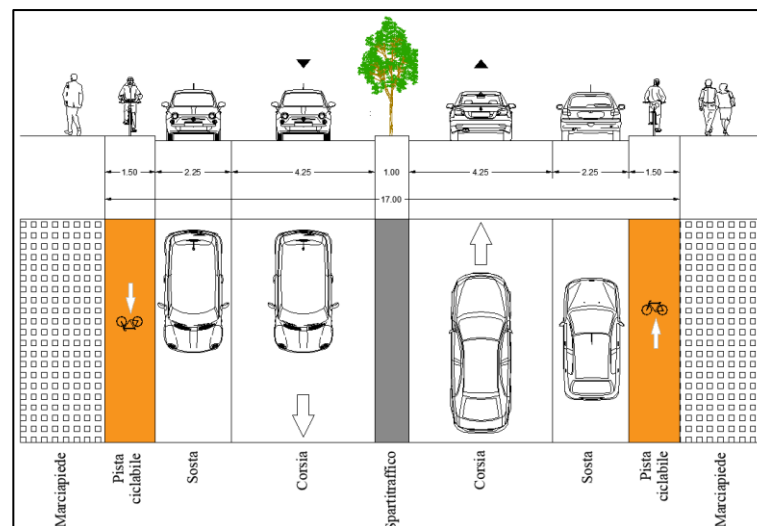 1.50
2.25
4.25
1.00
4.25
2.25
1.50
17.00
Marciapiede
Pista
ciclabile
Sosta
Corsia
Spartitraffico
Corsia
Sosta
Pista
ciclabile
Marciapiede